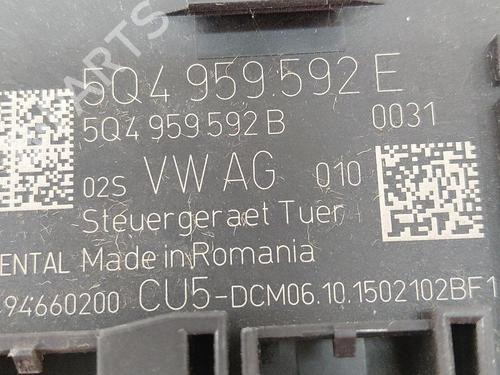 5Q4 959 592 E
5Q4 959 592 B 0031
02S VW AG 010
Steuergeraet Tuer
ENTAL Made in Romania
94660200 CU5-DCM06.10.1502102BF1